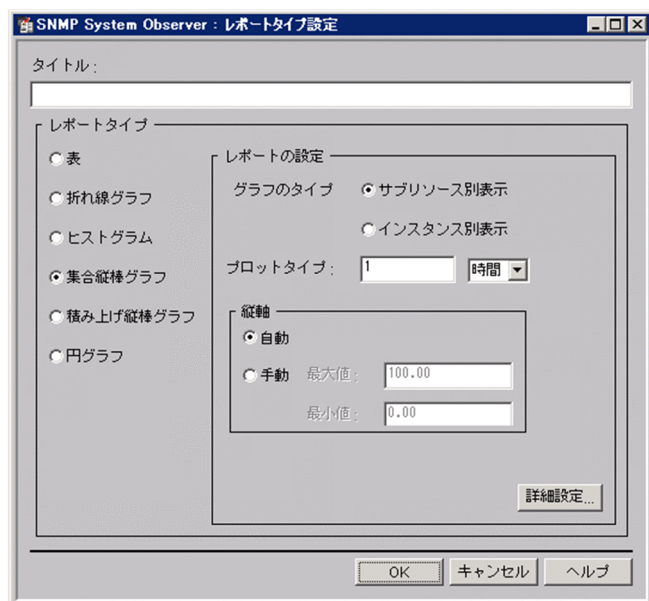 SNMP System Observer : レポートタイプ設定
タイトル :
レポートタイプ
表
折れ線グラフ
ヒストグラム
集合縦棒グラフ
積み上げ縦棒グラフ
円グラフ
レポートの設定
グラフのタイプ
サブリソース別表示
インスタンス別表示
プロットタイプ : 1 時間
縦軸
自動
手動 最大値 : 100.00
最小値 : 0.00
詳細設定...
OK キャンセル ヘルプ